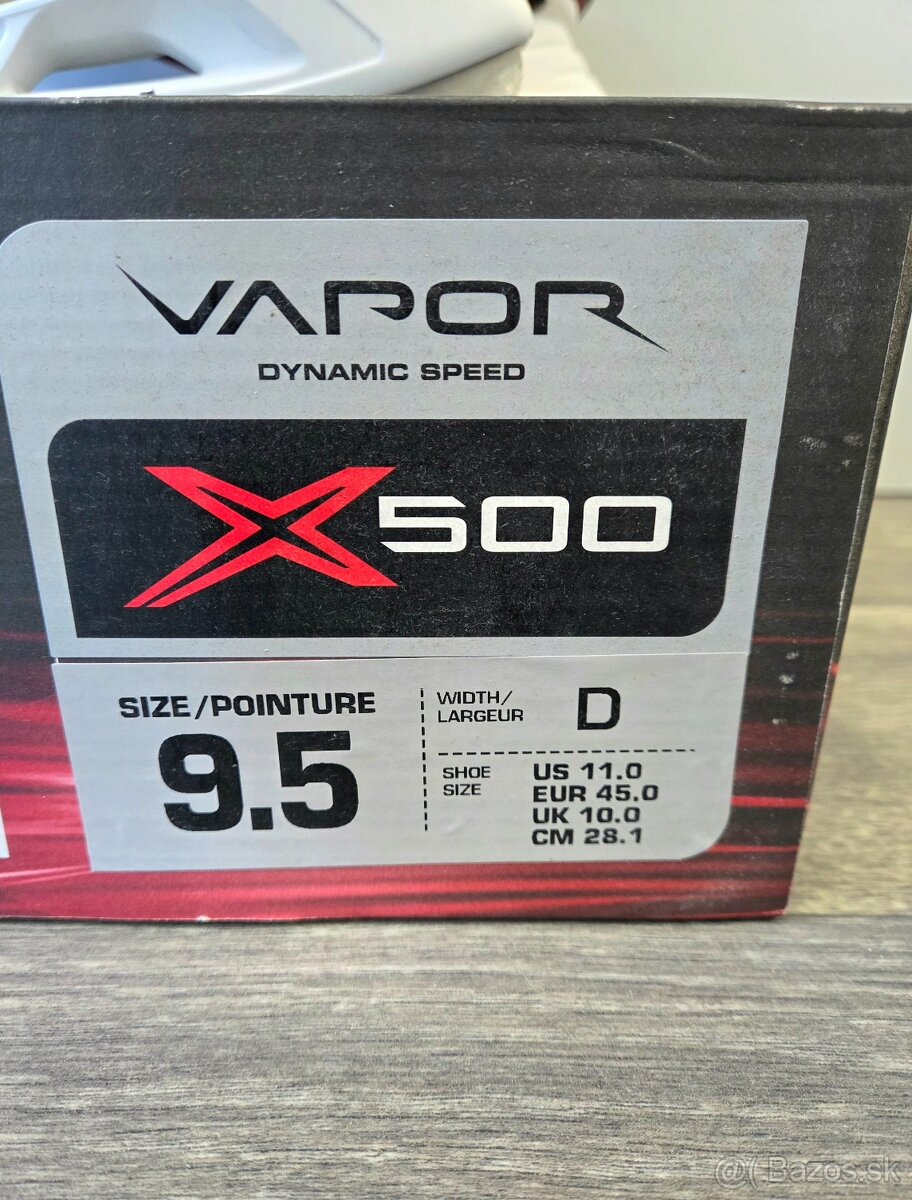 VAPOR
DYNAMIC SPEED
X500
SIZE/POINTURE
9.5
WIDTH/
LARGEUR
D
SHOE
SIZE
US 11.0
EUR 45.0
UK 10.0
CM 28.1
@( Bazos.sk